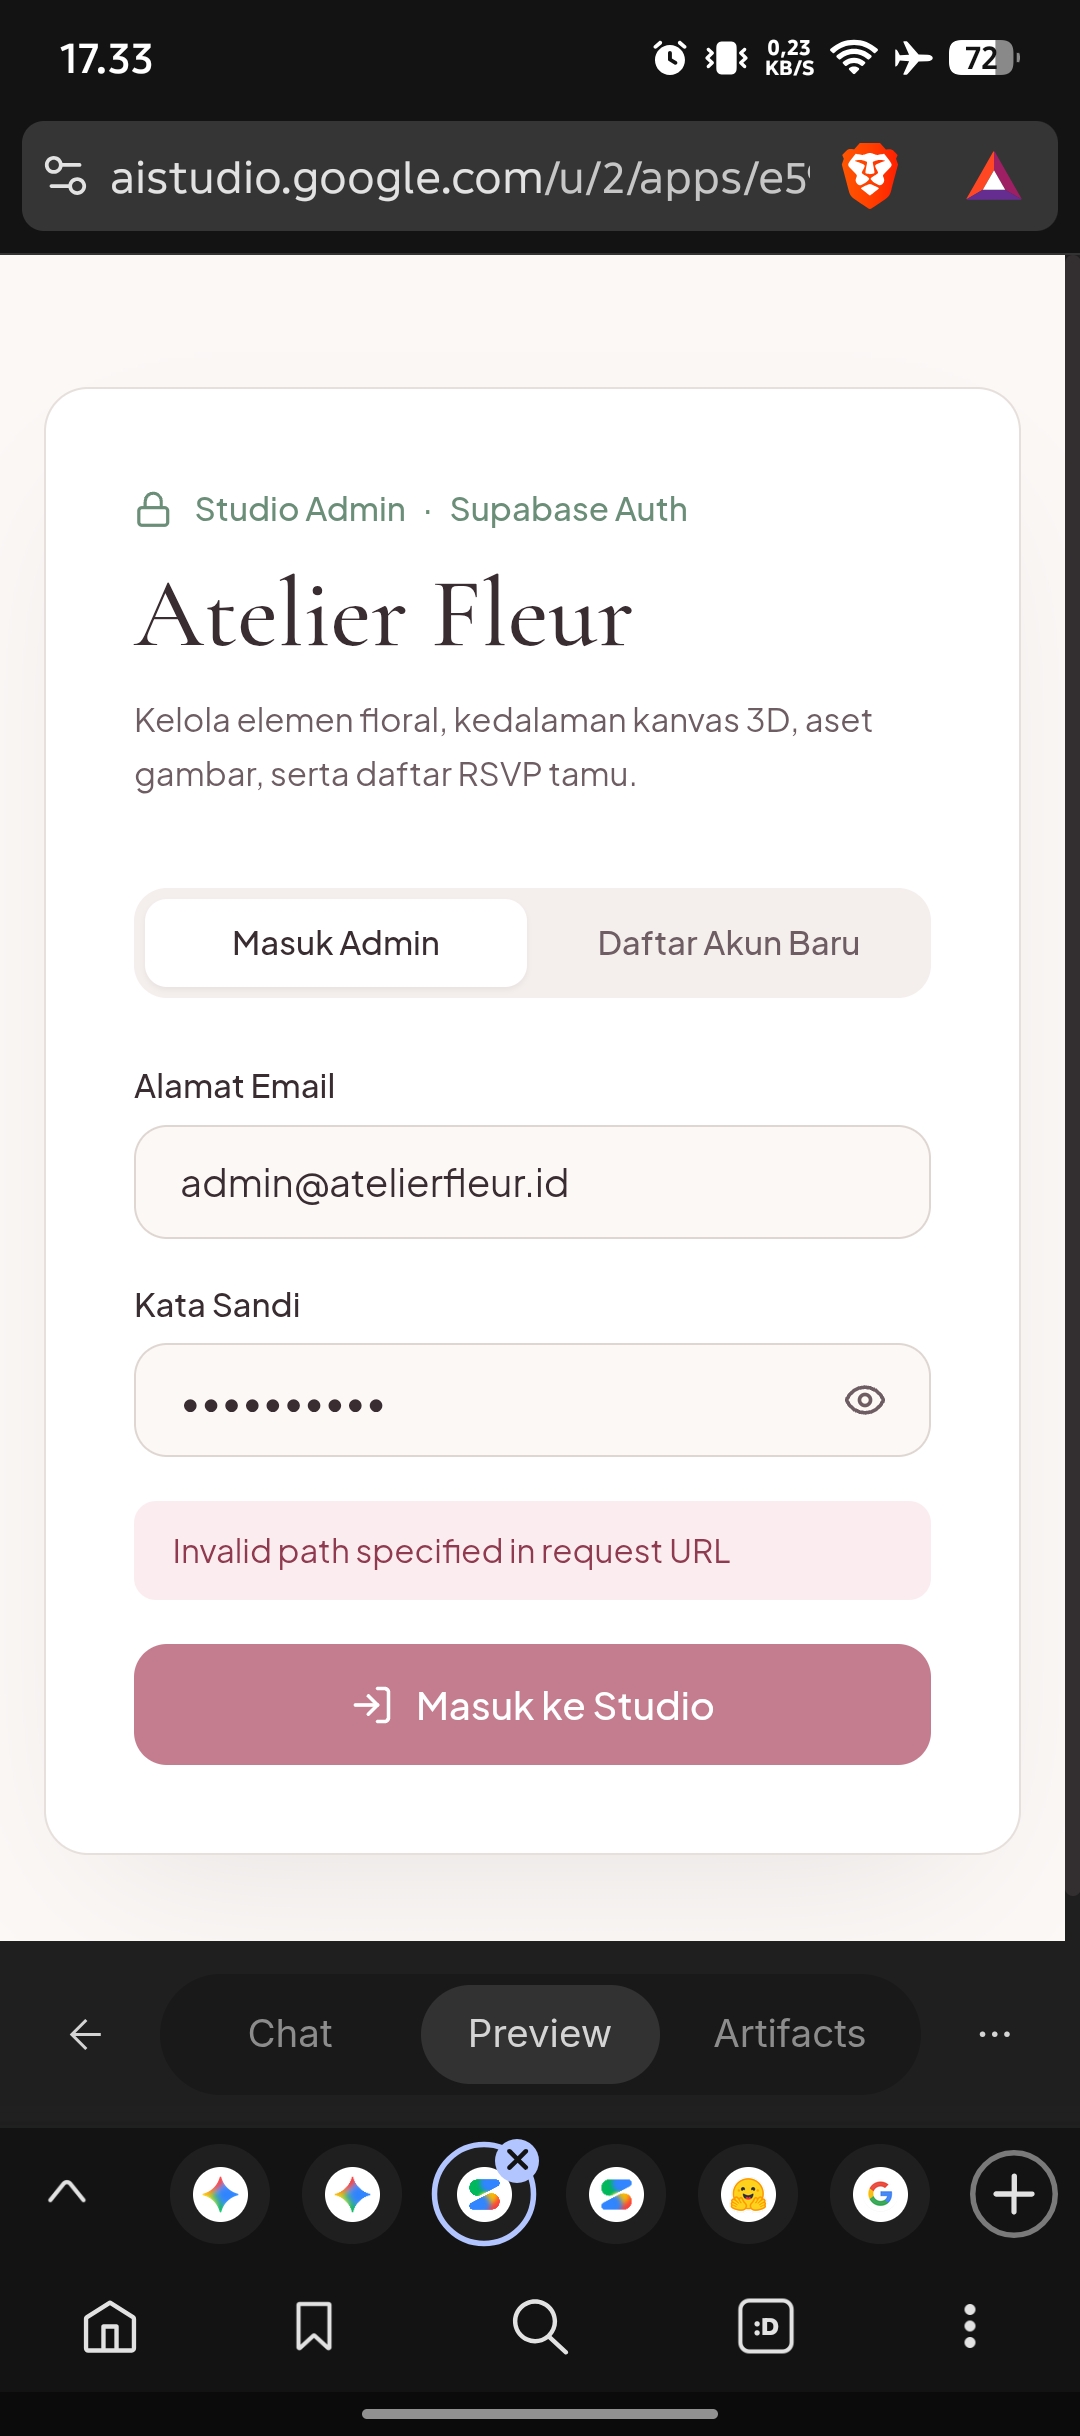 17.33
0,23
KB/S
72
aistudio.google.com/u/2/apps/e5
Studio Admin · Supabase Auth
Atelier Fleur
Kelola elemen floral, kedalaman kanvas 3D, aset
gambar, serta daftar RSVP tamu.
Masuk Admin
Daftar Akun Baru
Alamat Email
admin@atelierfleur.id
Kata Sandi
••••••••••
Invalid path specified in request URL
Masuk ke Studio
Chat
Preview
Artifacts
:D